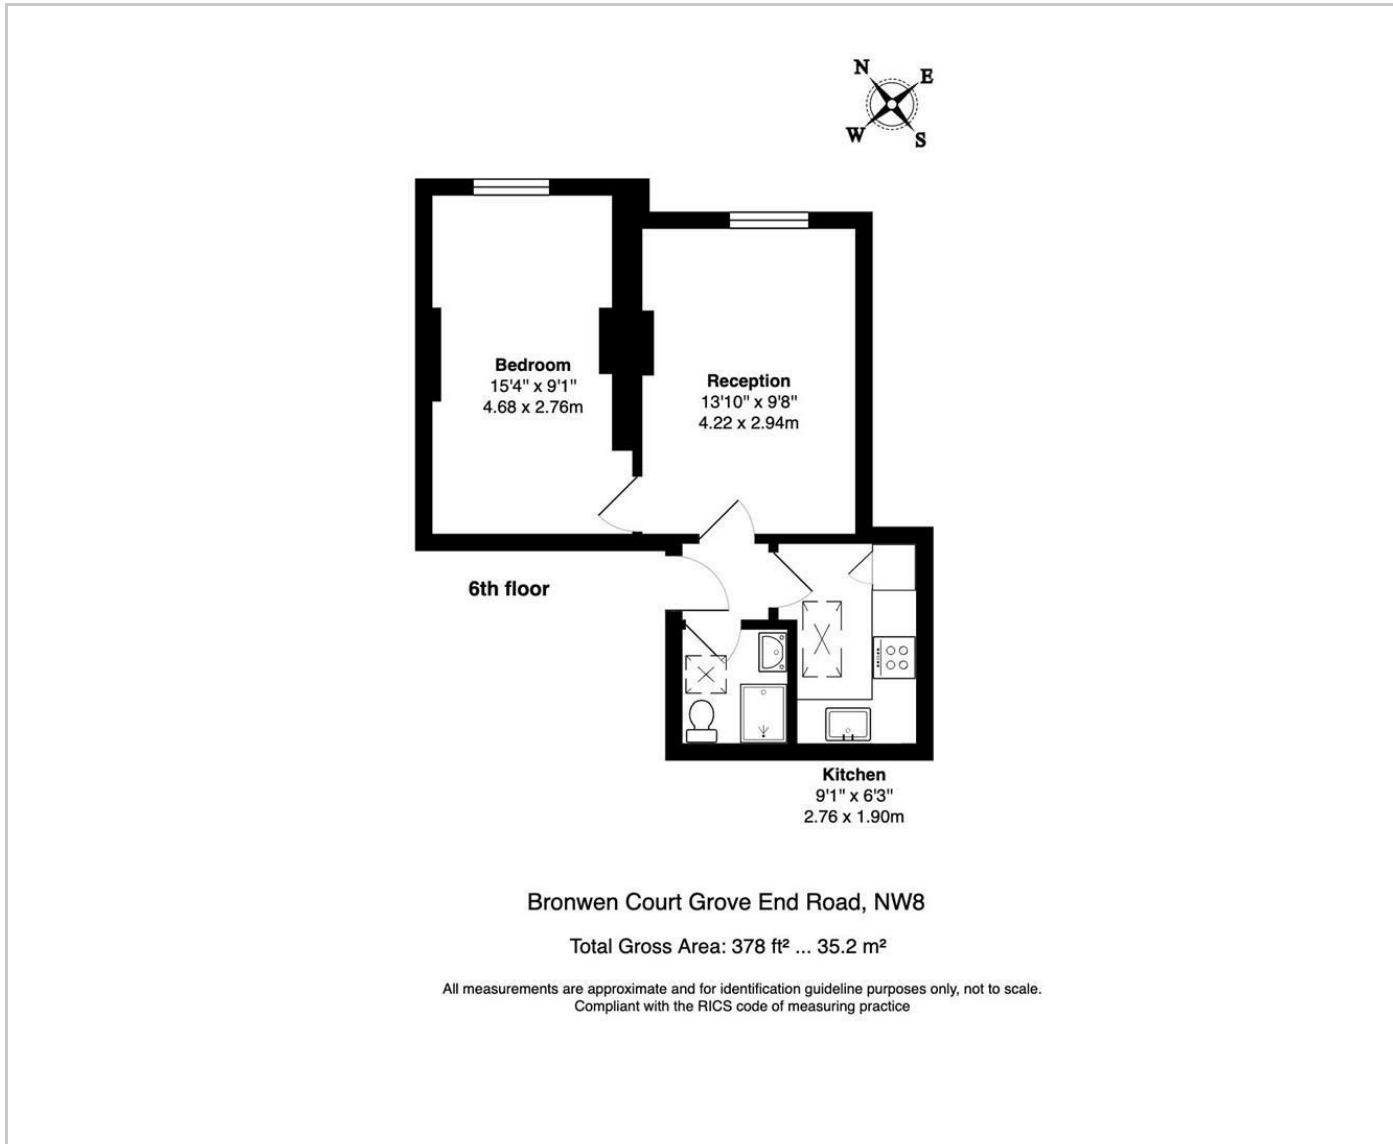 N
E
W
S
Bedroom
15'4" x 9'1"
4.68 x 2.76m
Reception
13'10" x 9'8"
4.22 x 2.94m
6th floor
Kitchen
9'1" x 6'3"
2.76 x 1.90m
Bronwen Court Grove End Road, NW8
Total Gross Area: 378 ft² ... 35.2 m²
All measurements are approximate and for identification guideline purposes only, not to scale.
Compliant with the RICS code of measuring practice